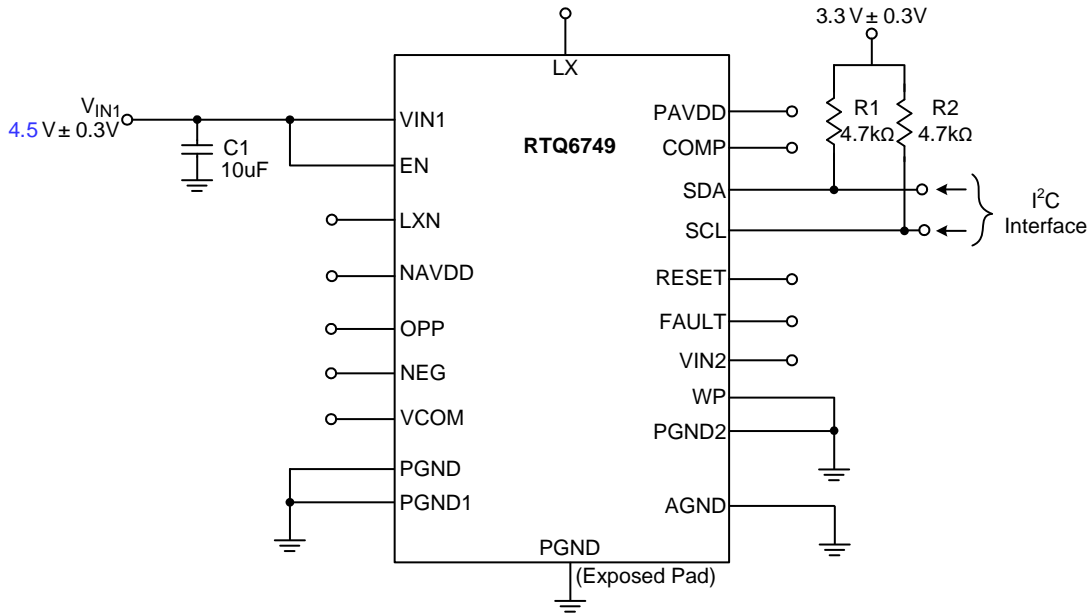 LX
3.3 V ± 0.3V
V_IN1
4.5 V ± 0.3V
C1
10uF
VIN1
EN
LXN
NAVDD
OPP
NEG
VCOM
PGND
PGND1
RTQ6749
PAVDD
COMP
SDA
SCL
RESET
FAULT
VIN2
WP
PGND2
AGND
R1
4.7kΩ
R2
4.7kΩ
I²C
Interface
PGND
(Exposed Pad)